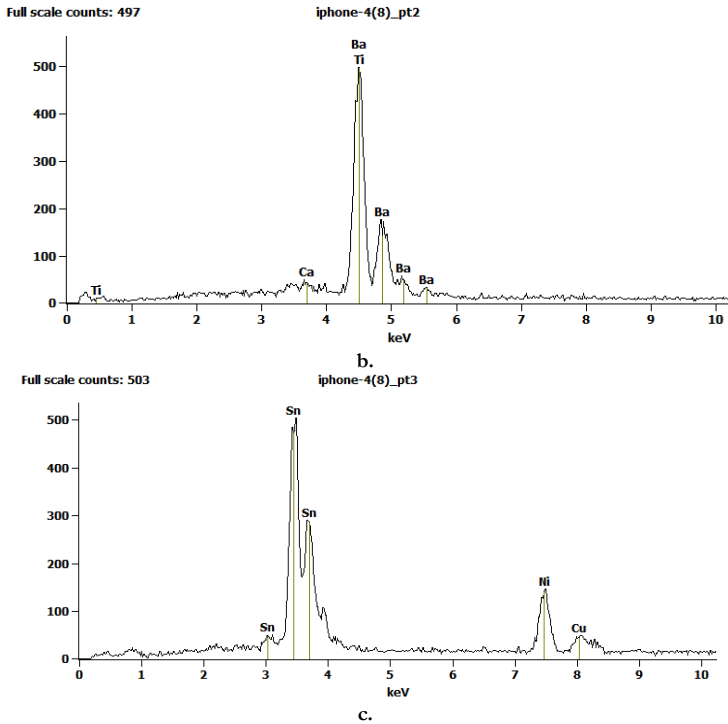 Full scale counts: 497 iphone-4(8)_pt2
Ba
Ti
500
400
300
Ba
200
100
Ca
Ba
Ba
Ti
0
0 1 2 3 4 5 6 7 8 9 10
keV
b.
Full scale counts: 503 iphone-4(8)_pt3
Sn
500
400
Sn
300
200
Ni
100
Sn
Cu
0
0 1 2 3 4 5 6 7 8 9 10
keV
c.